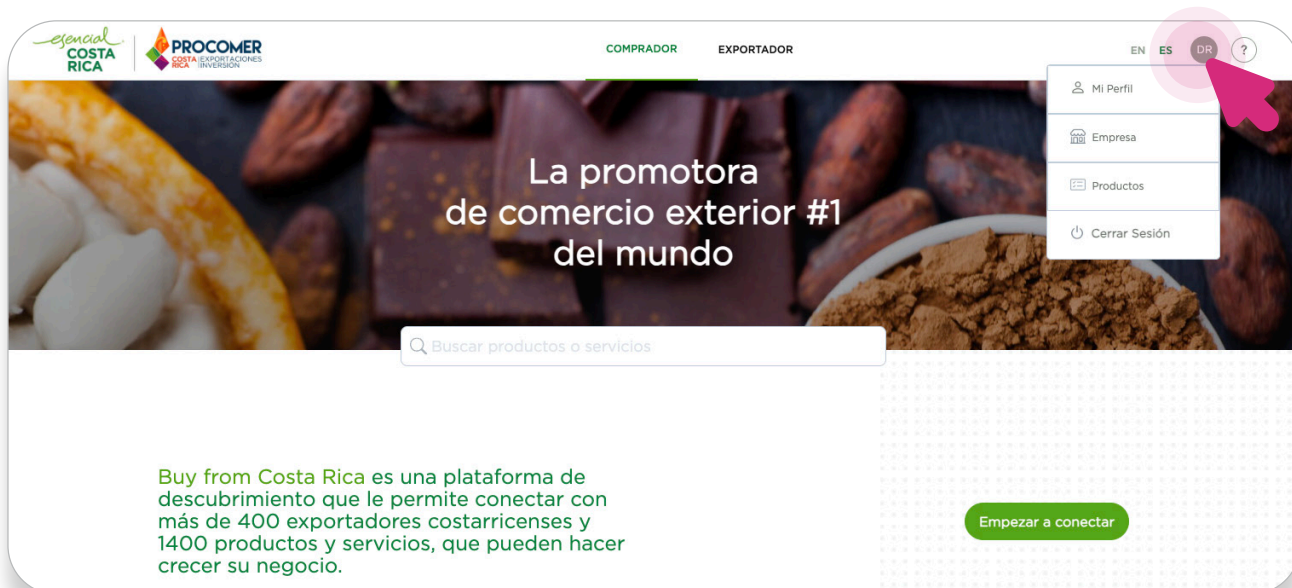 esencial
COSTA
RICA
PROCOMER
COSTA RICA EXPORTACIONES INVERSIÓN
COMPRADOR
EXPORTADOR
EN
ES
DR
?
Mi Perfil
Empresa
Productos
Cerrar Sesión
La promotora
de comercio exterior #1
del mundo
Buscar productos o servicios
Buy from Costa Rica es una plataforma de
descubrimiento que le permite conectar con
más de 400 exportadores costarricenses y
1400 productos y servicios, que pueden hacer
crecer su negocio.
Empezar a conectar